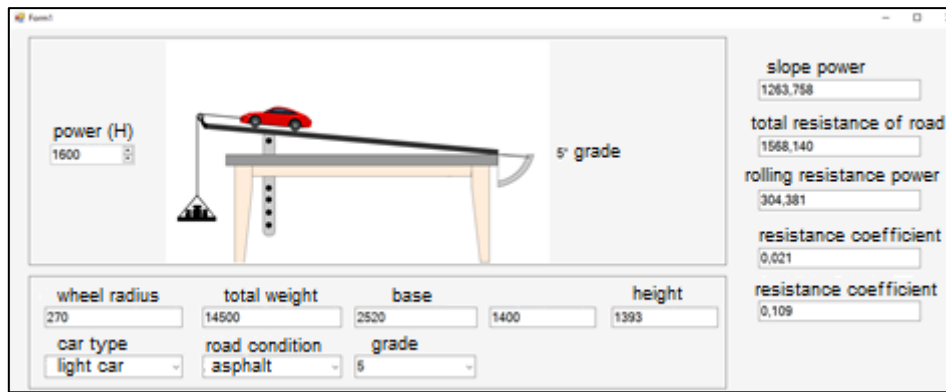 Form1
power (H)
1600
5° grade
slope power
1263,758
total resistance of road
1568,140
rolling resistance power
304,381
resistance coefficient
0,021
resistance coefficient
0,109
wheel radius total weight base height
270 14500 2520 1400 1393
car type road condition grade
light car asphalt 5